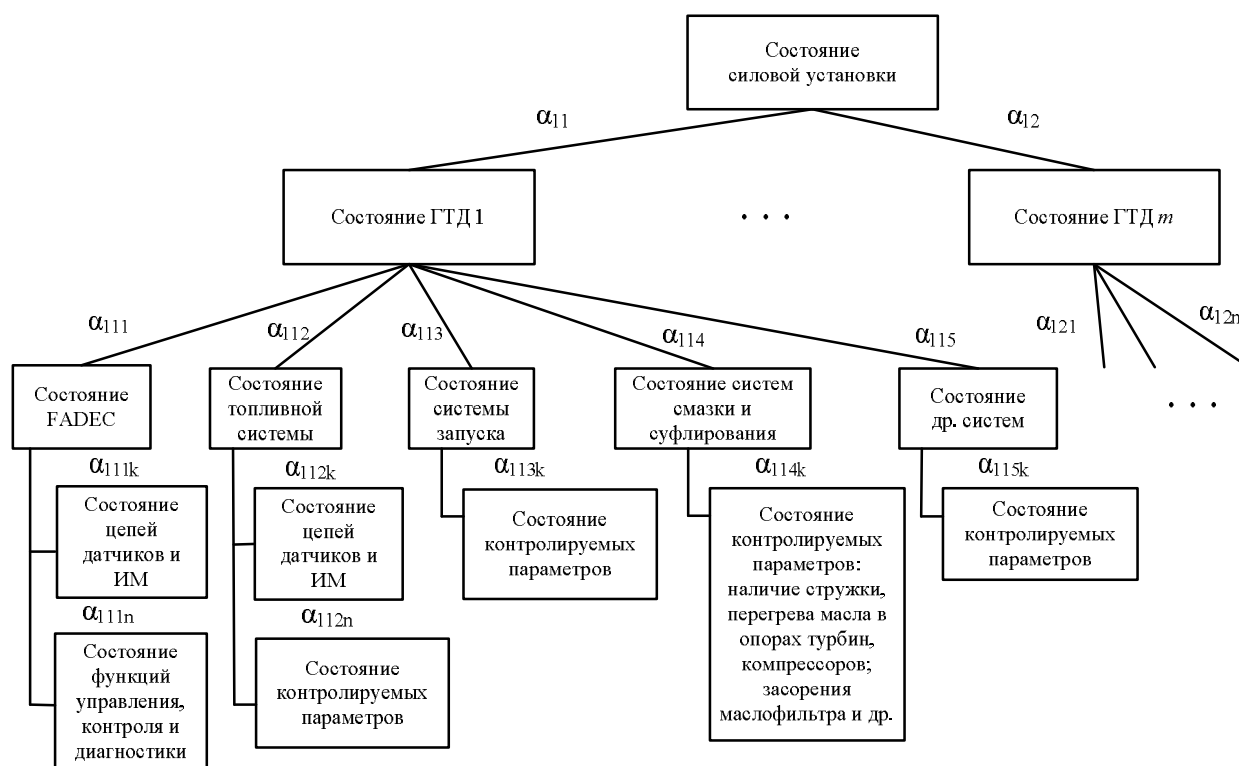 Состояние
силовой установки
α11
α12
Состояние ГТД 1
. . .
Состояние ГТД m
α111
α112
α113
α114
α115
α121
α12n
Состояние
FADEC
Состояние
топливной
системы
Состояние
системы
запуска
Состояние систем
смазки и
суфлирования
Состояние
др. систем
. . .
α111k
α112k
α113k
α114k
α115k
Состояние
цепей
датчиков и
ИМ
Состояние
цепей
датчиков и
ИМ
Состояние
контролируемых
параметров
Состояние
контролируемых
параметров:
наличие стружки,
перегрева масла в
опорах турбин,
компрессоров;
засорения
маслофильтра и др.
Состояние
контролируемых
параметров
α111n
α112n
Состояние
функций
управления,
контроля и
диагностики
Состояние
контролируемых
параметров